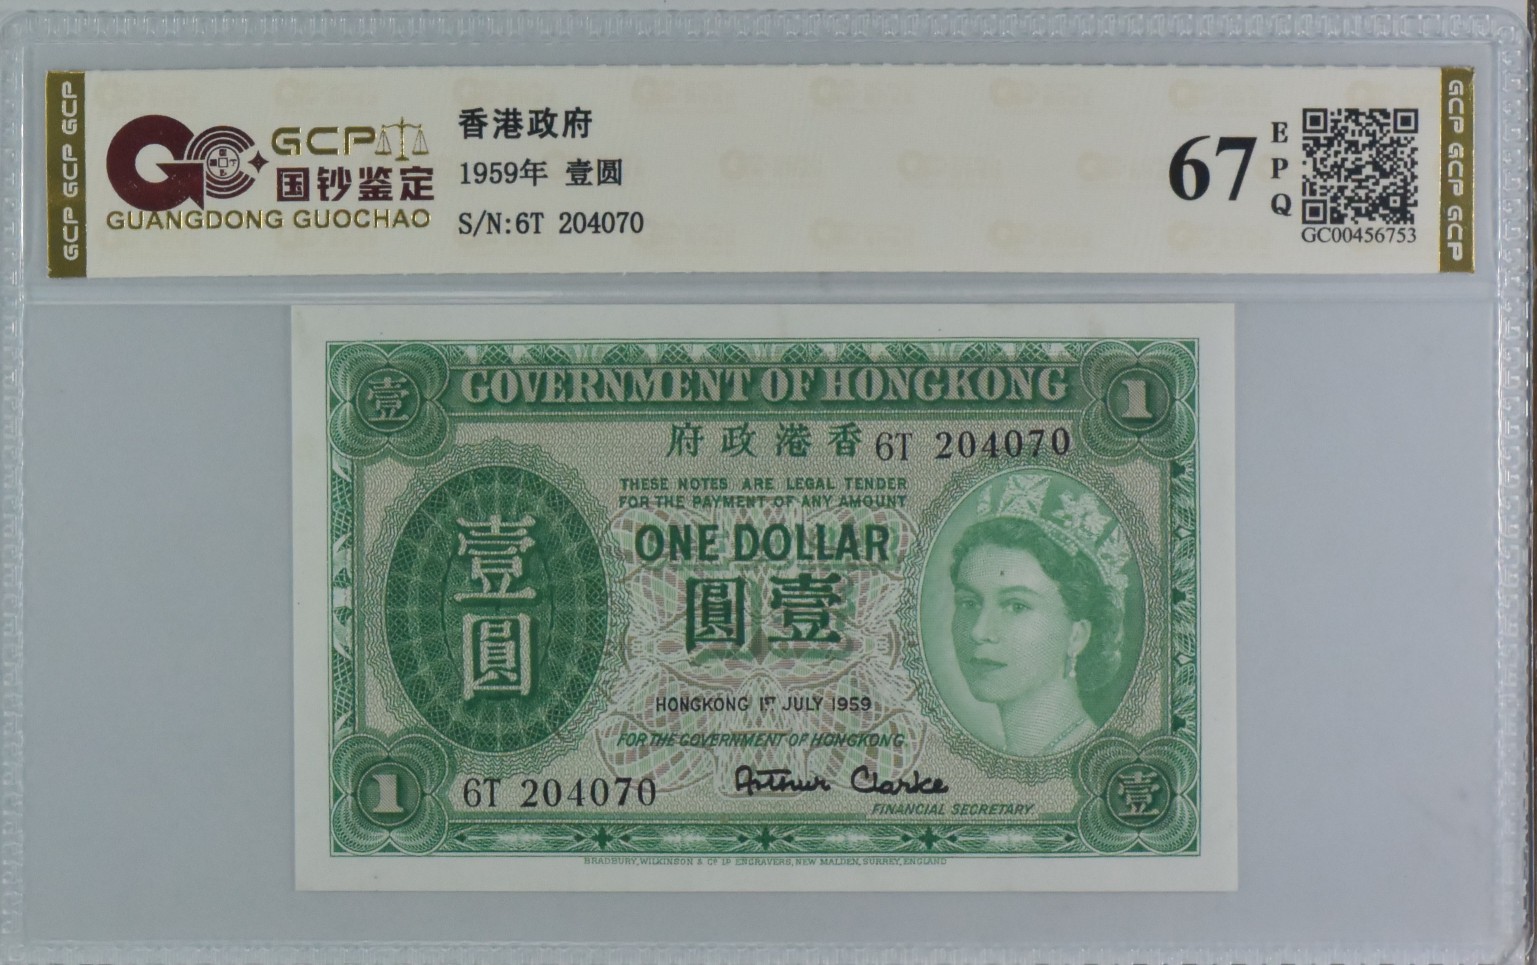 GCP GCP GCP
GCP
国钞鉴定
GUANGDONG GUOCHAO
香港政府
1959年 壹圆
S/N:6T 204070
67
EPQ
GC00456753
GCP GCP GCP
GOVERNMENT OF HONGKONG
壹
1
府政港香
6T 204070
THESE NOTES ARE LEGAL TENDER
FOR THE PAYMENT OF ANY AMOUNT
ONE DOLLAR
圓壹
壹圓
HONGKONG 1ST JULY 1959
FOR THE GOVERNMENT OF HONGKONG
Arthur Clarke
FINANCIAL SECRETARY
1
6T 204070
壹
BRADBURY, WILKINSON & Co Ld ENGRAVERS, NEW MALDEN, SURREY, ENGLAND